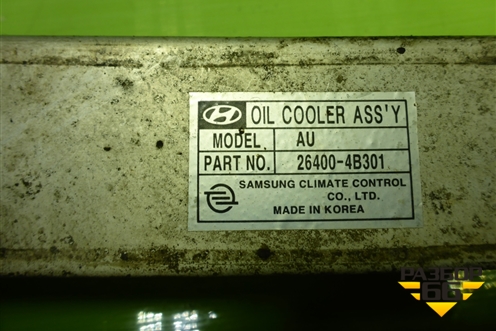 OIL COOLER ASS'Y
MODEL AU
PART NO. 26400-4B301
SAMSUNG CLIMATE CONTROL
CO., LTD.
MADE IN KOREA
РАЗБОР
66